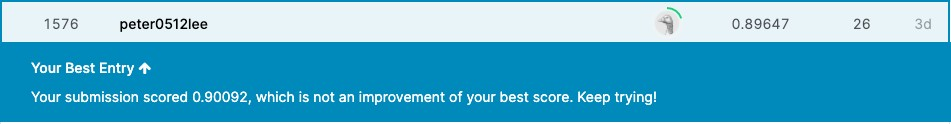 1576 peter0512lee 0.89647 26 3d
Your Best Entry ↑
Your submission scored 0.90092, which is not an improvement of your best score. Keep trying!